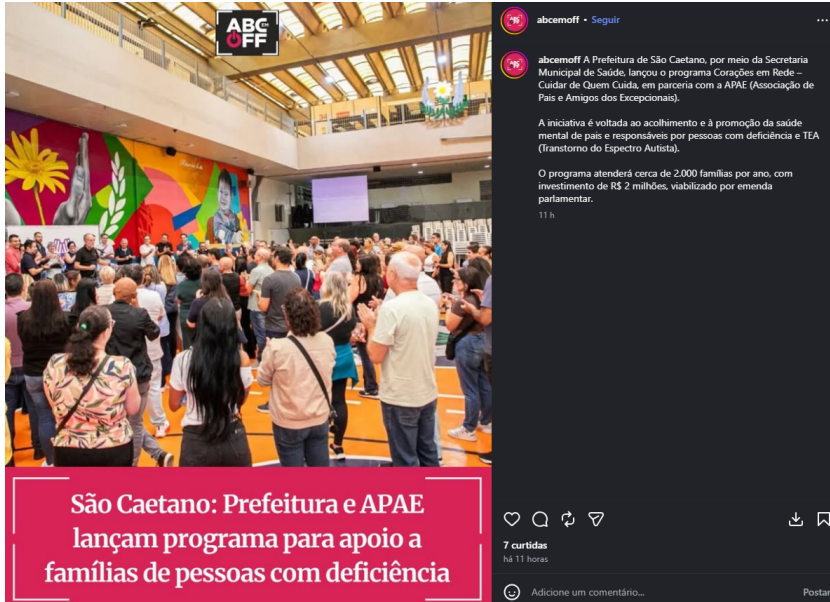 ABC EM
OFF
São Caetano: Prefeitura e APAE
lançam programa para apoio a
famílias de pessoas com deficiência
abcemoff • Seguir
abcemoff A Prefeitura de São Caetano, por meio da Secretaria
Municipal de Saúde, lançou o programa Corações em Rede –
Cuidar de Quem Cuida, em parceria com a APAE (Associação de
Pais e Amigos dos Excepcionais).
A iniciativa é voltada ao acolhimento e à promoção da saúde
mental de pais e responsáveis por pessoas com deficiência e TEA
(Transtorno do Espectro Autista).
O programa atenderá cerca de 2.000 famílias por ano, com
investimento de R$ 2 milhões, viabilizado por emenda
parlamentar.
11 h
7 curtidas
há 11 horas
Adicione um comentário...
Postar